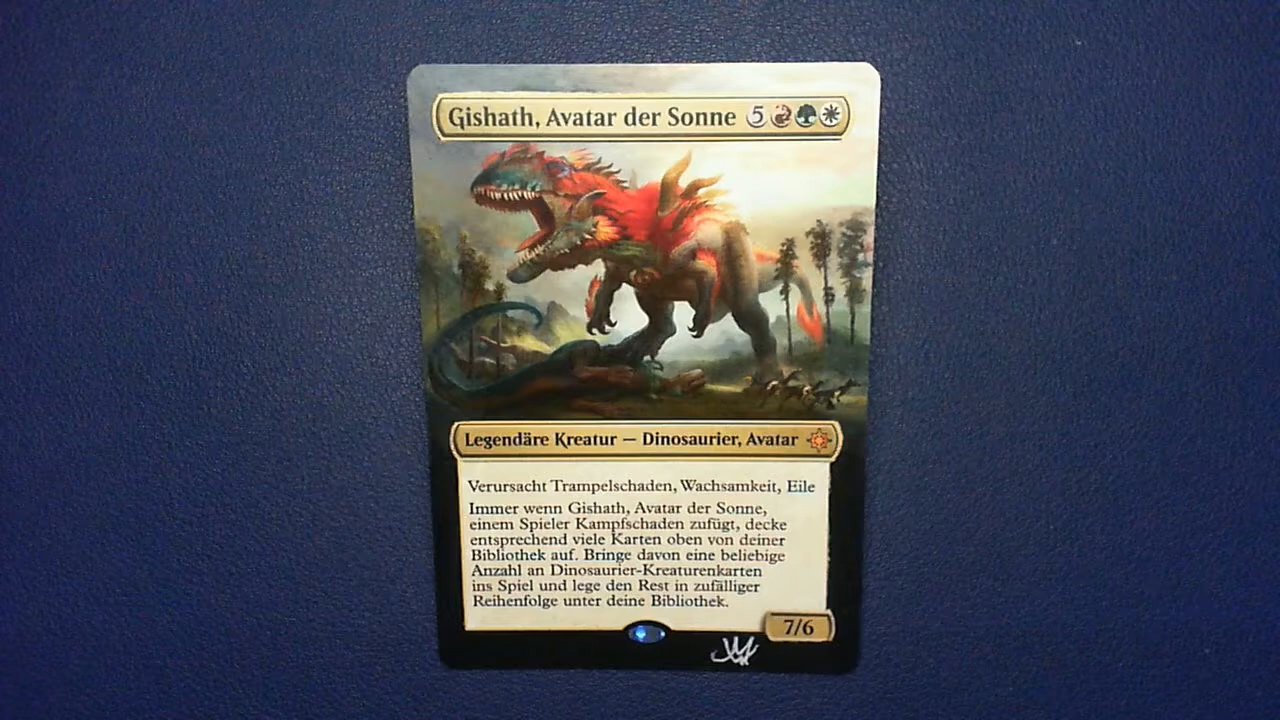 Gishath, Avatar der Sonne 5
Legendäre Kreatur — Dinosaurier, Avatar
Verursacht Trampelschaden, Wachsamkeit, Eile
Immer wenn Gishath, Avatar der Sonne,
einem Spieler Kampfschaden zufügt, decke
entsprechend viele Karten oben von deiner
Bibliothek auf. Bringe davon eine beliebige
Anzahl an Dinosaurier-Kreaturenkarten
ins Spiel und lege den Rest in zufälliger
Reihenfolge unter deine Bibliothek.
7/6